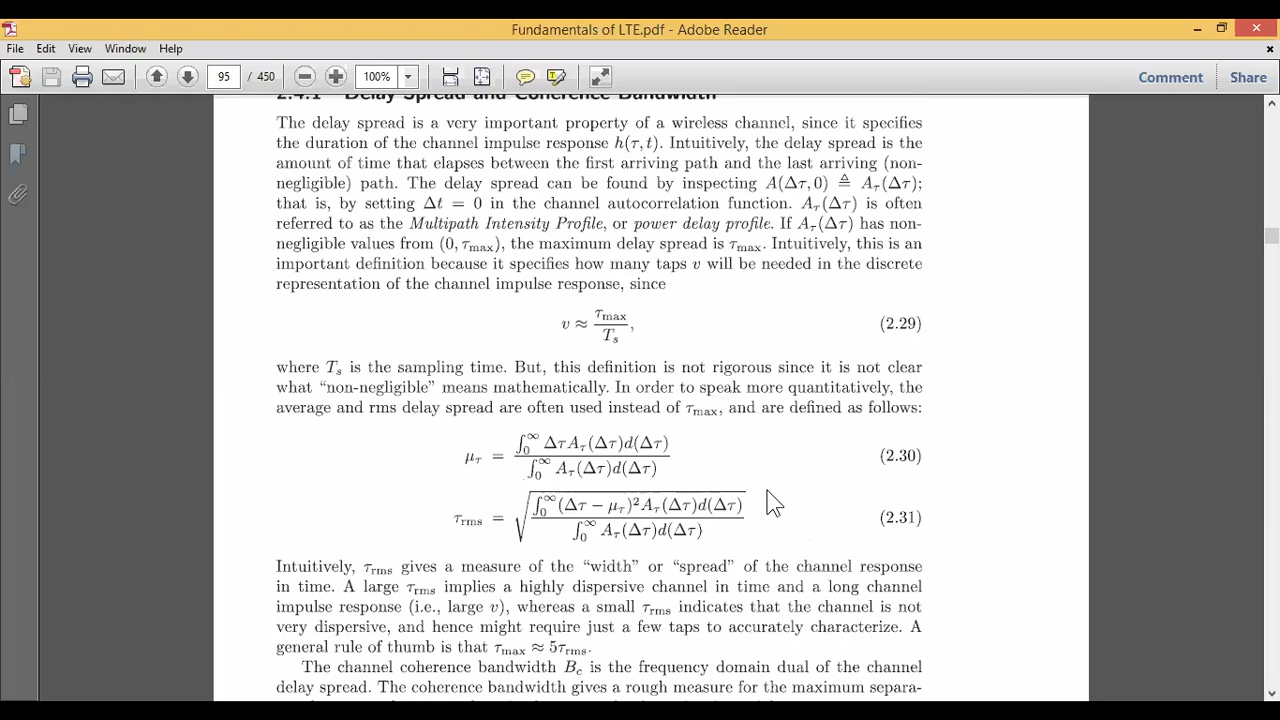 Fundamentals of LTE.pdf - Adobe Reader
File Edit View Window Help
95 / 450 100% Comment Share
2.4.1 Delay Spread and Coherence Bandwidth
The delay spread is a very important property of a wireless channel, since it specifies
the duration of the channel impulse response h(τ, t). Intuitively, the delay spread is the
amount of time that elapses between the first arriving path and the last arriving (non-
negligible) path. The delay spread can be found by inspecting A(Δτ, 0) ≜ A_τ(Δτ);
that is, by setting Δt = 0 in the channel autocorrelation function. A_τ(Δτ) is often
referred to as the Multipath Intensity Profile, or power delay profile. If A_τ(Δτ) has non-
negligible values from (0, τ_max), the maximum delay spread is τ_max. Intuitively, this is an
important definition because it specifies how many taps v will be needed in the discrete
representation of the channel impulse response, since
v ≈ τ_max / T_s, (2.29)
where T_s is the sampling time. But, this definition is not rigorous since it is not clear
what “non-negligible” means mathematically. In order to speak more quantitatively, the
average and rms delay spread are often used instead of τ_max, and are defined as follows:
μ_τ = ∫_0^∞ Δτ A_τ(Δτ)d(Δτ) / ∫_0^∞ A_τ(Δτ)d(Δτ) (2.30)
τ_rms = √(∫_0^∞ (Δτ − μ_τ)² A_τ(Δτ)d(Δτ) / ∫_0^∞ A_τ(Δτ)d(Δτ)) (2.31)
Intuitively, τ_rms gives a measure of the “width” or “spread” of the channel response
in time. A large τ_rms implies a highly dispersive channel in time and a long channel
impulse response (i.e., large v), whereas a small τ_rms indicates that the channel is not
very dispersive, and hence might require just a few taps to accurately characterize. A
general rule of thumb is that τ_max ≈ 5τ_rms.
The channel coherence bandwidth B_c is the frequency domain dual of the channel
delay spread. The coherence bandwidth gives a rough measure for the maximum separa-